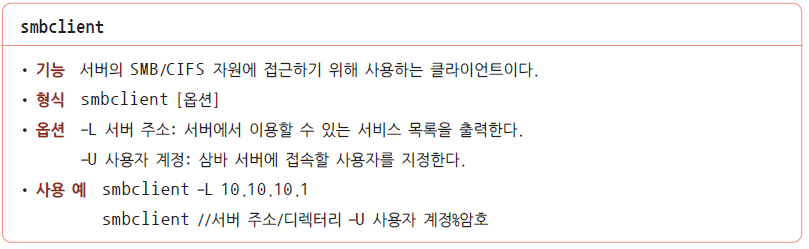 smbclient
• 기능 서버의 SMB/CIFS 자원에 접근하기 위해 사용하는 클라이언트이다.
• 형식 smbclient [옵션]
• 옵션 -L 서버 주소: 서버에서 이용할 수 있는 서비스 목록을 출력한다.
-U 사용자 계정: 삼바 서버에 접속할 사용자를 지정한다.
• 사용 예 smbclient -L 10.10.10.1
smbclient //서버 주소/디렉터리 -U 사용자 계정%암호